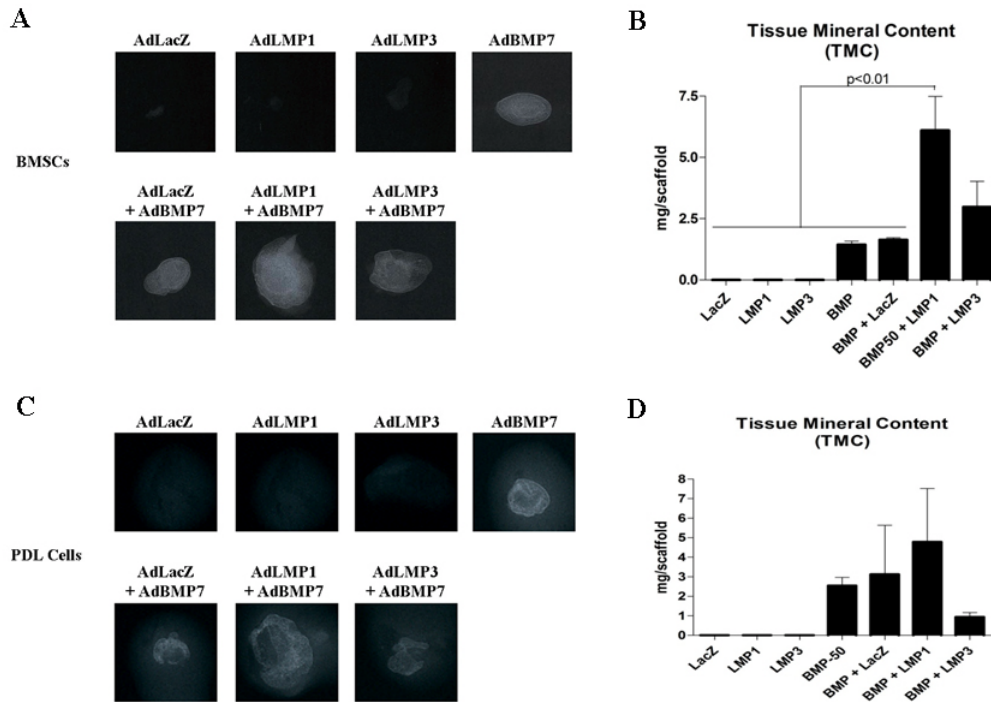 A
AdLacZ AdLMP1 AdLMP3 AdBMP7
BMSCs
AdLacZ + AdBMP7
AdLMP1 + AdBMP7
AdLMP3 + AdBMP7
B
Tissue Mineral Content
(TMC)
p<0.01
mg/scaffold
7.5
5.0
2.5
0.0
LacZ
LMP1
LMP3
BMP
BMP + LacZ
BMP50 + LMP1
BMP + LMP3
C
AdLacZ AdLMP1 AdLMP3 AdBMP7
PDL Cells
AdLacZ + AdBMP7
AdLMP1 + AdBMP7
AdLMP3 + AdBMP7
D
Tissue Mineral Content
(TMC)
mg/scaffold
8
7
6
5
4
3
2
1
0
LacZ
LMP1
LMP3
BMP-50
BMP + LacZ
BMP + LMP1
BMP + LMP3